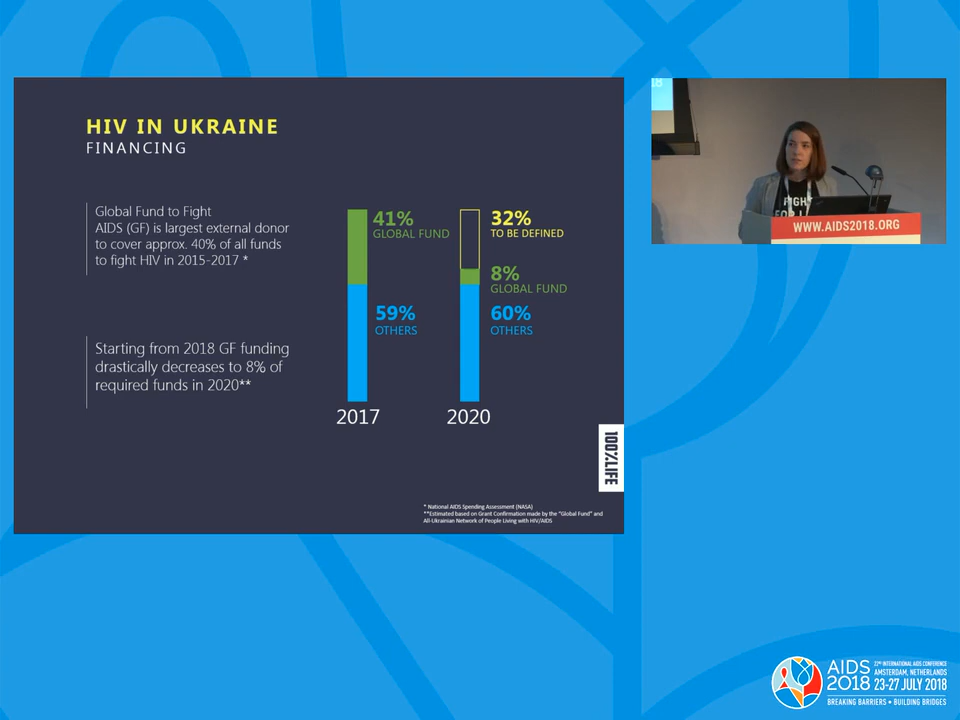 HIV IN UKRAINE
FINANCING
Global Fund to Fight
AIDS (GF) is largest external donor
to cover approx. 40% of all funds
to fight HIV in 2015-2017 *
Starting from 2018 GF funding
drastically decreases to 8% of
required funds in 2020**
41%
GLOBAL FUND
59%
OTHERS
2017
32%
TO BE DEFINED
8%
GLOBAL FUND
60%
OTHERS
2020
100%LIFE
* National AIDS Spending Assessment (NASA)
**Estimated based on Grant Confirmation made by the "Global Fund" and
All-Ukrainian Network of People Living with HIV/AIDS
18
FIGHT
FOR
WWW.AIDS2018.ORG
AIDS
2018
22ND INTERNATIONAL AIDS CONFERENCE
AMSTERDAM, NETHERLANDS
23-27 JULY 2018
BREAKING BARRIERS • BUILDING BRIDGES